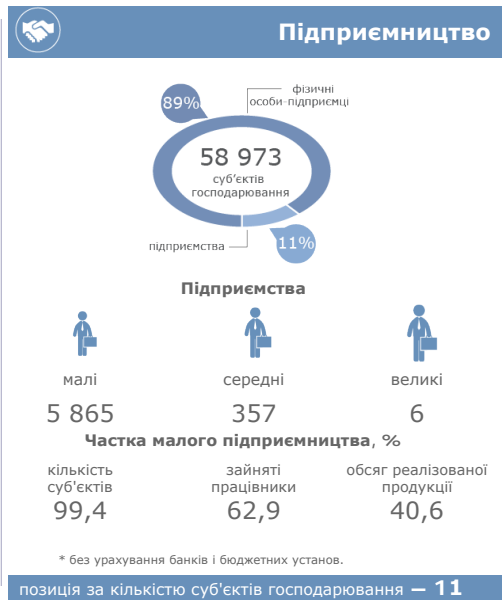 Підприємництво
89%
фізичні
особи-підприємці
58 973
суб’єктів
господарювання
підприємства
11%
Підприємства
малі середні великі
5 865 357 6
Частка малого підприємництва, %
кількість зайняті обсяг реалізованої
суб'єктів працівники продукції
99,4 62,9 40,6
* без урахування банків і бюджетних установ.
позиція за кількістю суб'єктів господарювання — 11